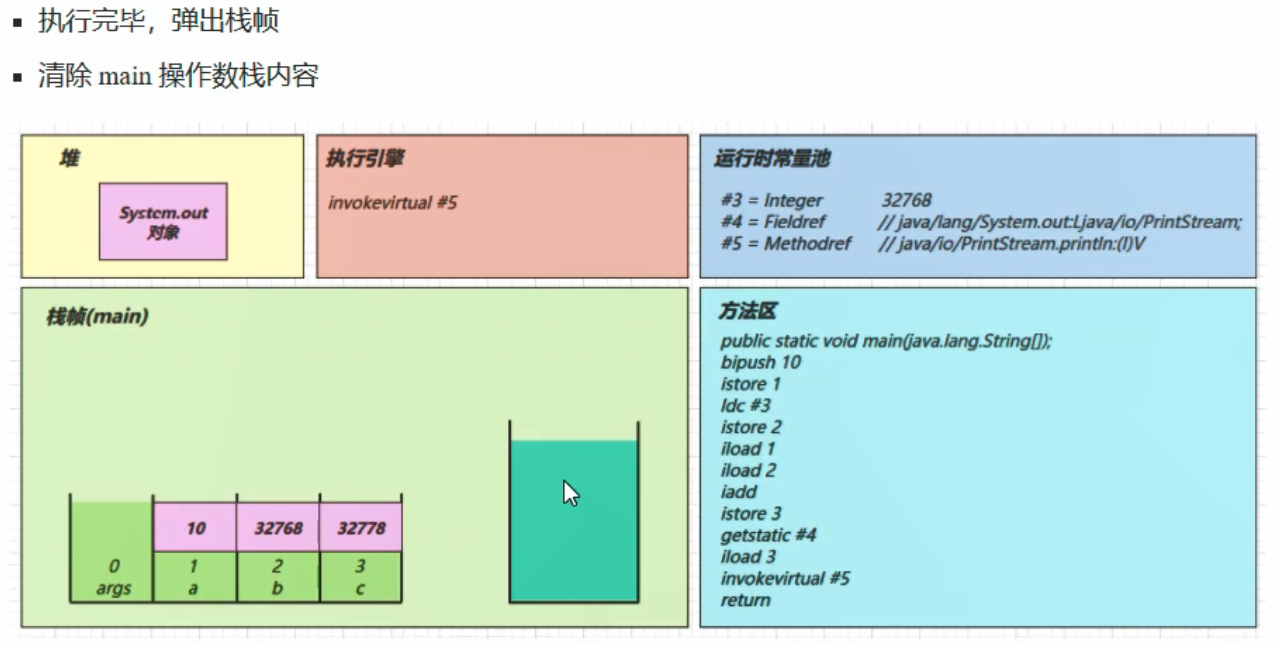 执行完毕，弹出栈帧
清除 main 操作数栈内容
堆
System.out
对象
执行引擎
invokevirtual #5
运行时常量池
#3 = Integer 32768
#4 = Fieldref // java/lang/System.out:Ljava/io/PrintStream;
#5 = Methodref // java/io/PrintStream.println:(I)V
栈帧(main)
10 32768 32778
0 1 2 3
args a b c
方法区
public static void main(java.lang.String[]);
bipush 10
istore 1
ldc #3
istore 2
iload 1
iload 2
iadd
istore 3
getstatic #4
iload 3
invokevirtual #5
return